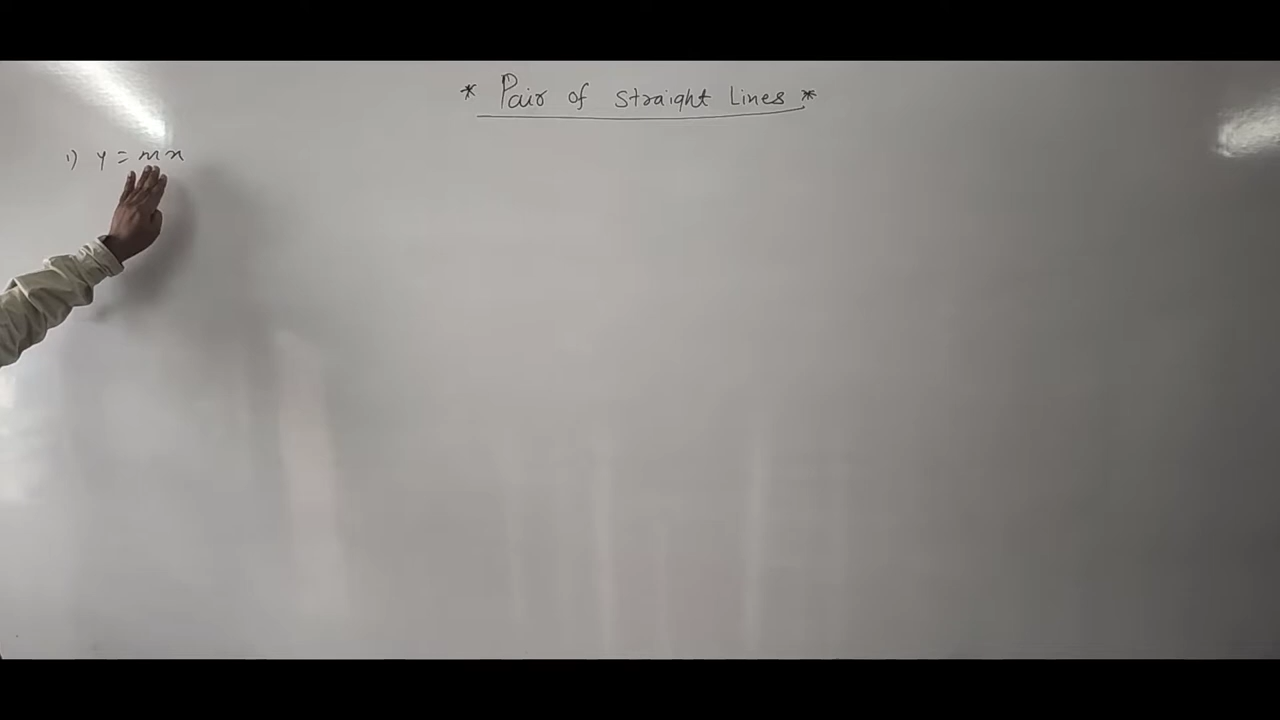 * Pair of straight Lines *
1) y = mx